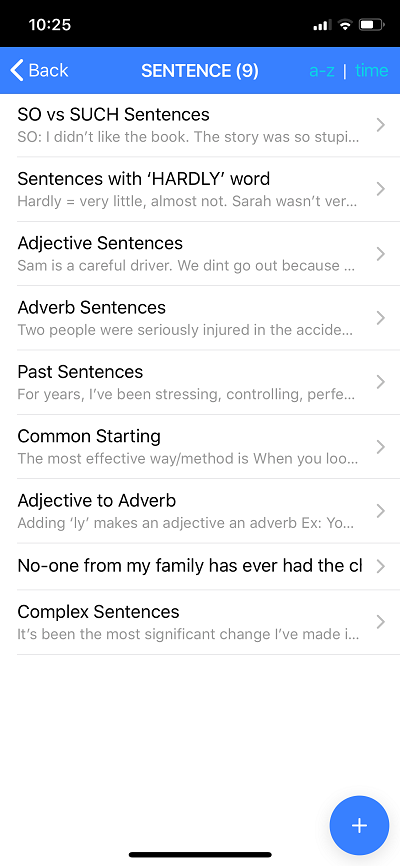 10:25
Back SENTENCE (9) a-z | time
SO vs SUCH Sentences
SO: I didn’t like the book. The story was so stupi...
Sentences with ‘HARDLY’ word
Hardly = very little, almost not. Sarah wasn’t ver...
Adjective Sentences
Sam is a careful driver. We dint go out because ...
Adverb Sentences
Two people were seriously injured in the accide...
Past Sentences
For years, I’ve been stressing, controlling, perfe...
Common Starting
The most effective way/method is When you loo...
Adjective to Adverb
Adding ‘ly’ makes an adjective an adverb Ex: Yo...
No-one from my family has ever had the cl
Complex Sentences
It’s been the most significant change I’ve made i...
+